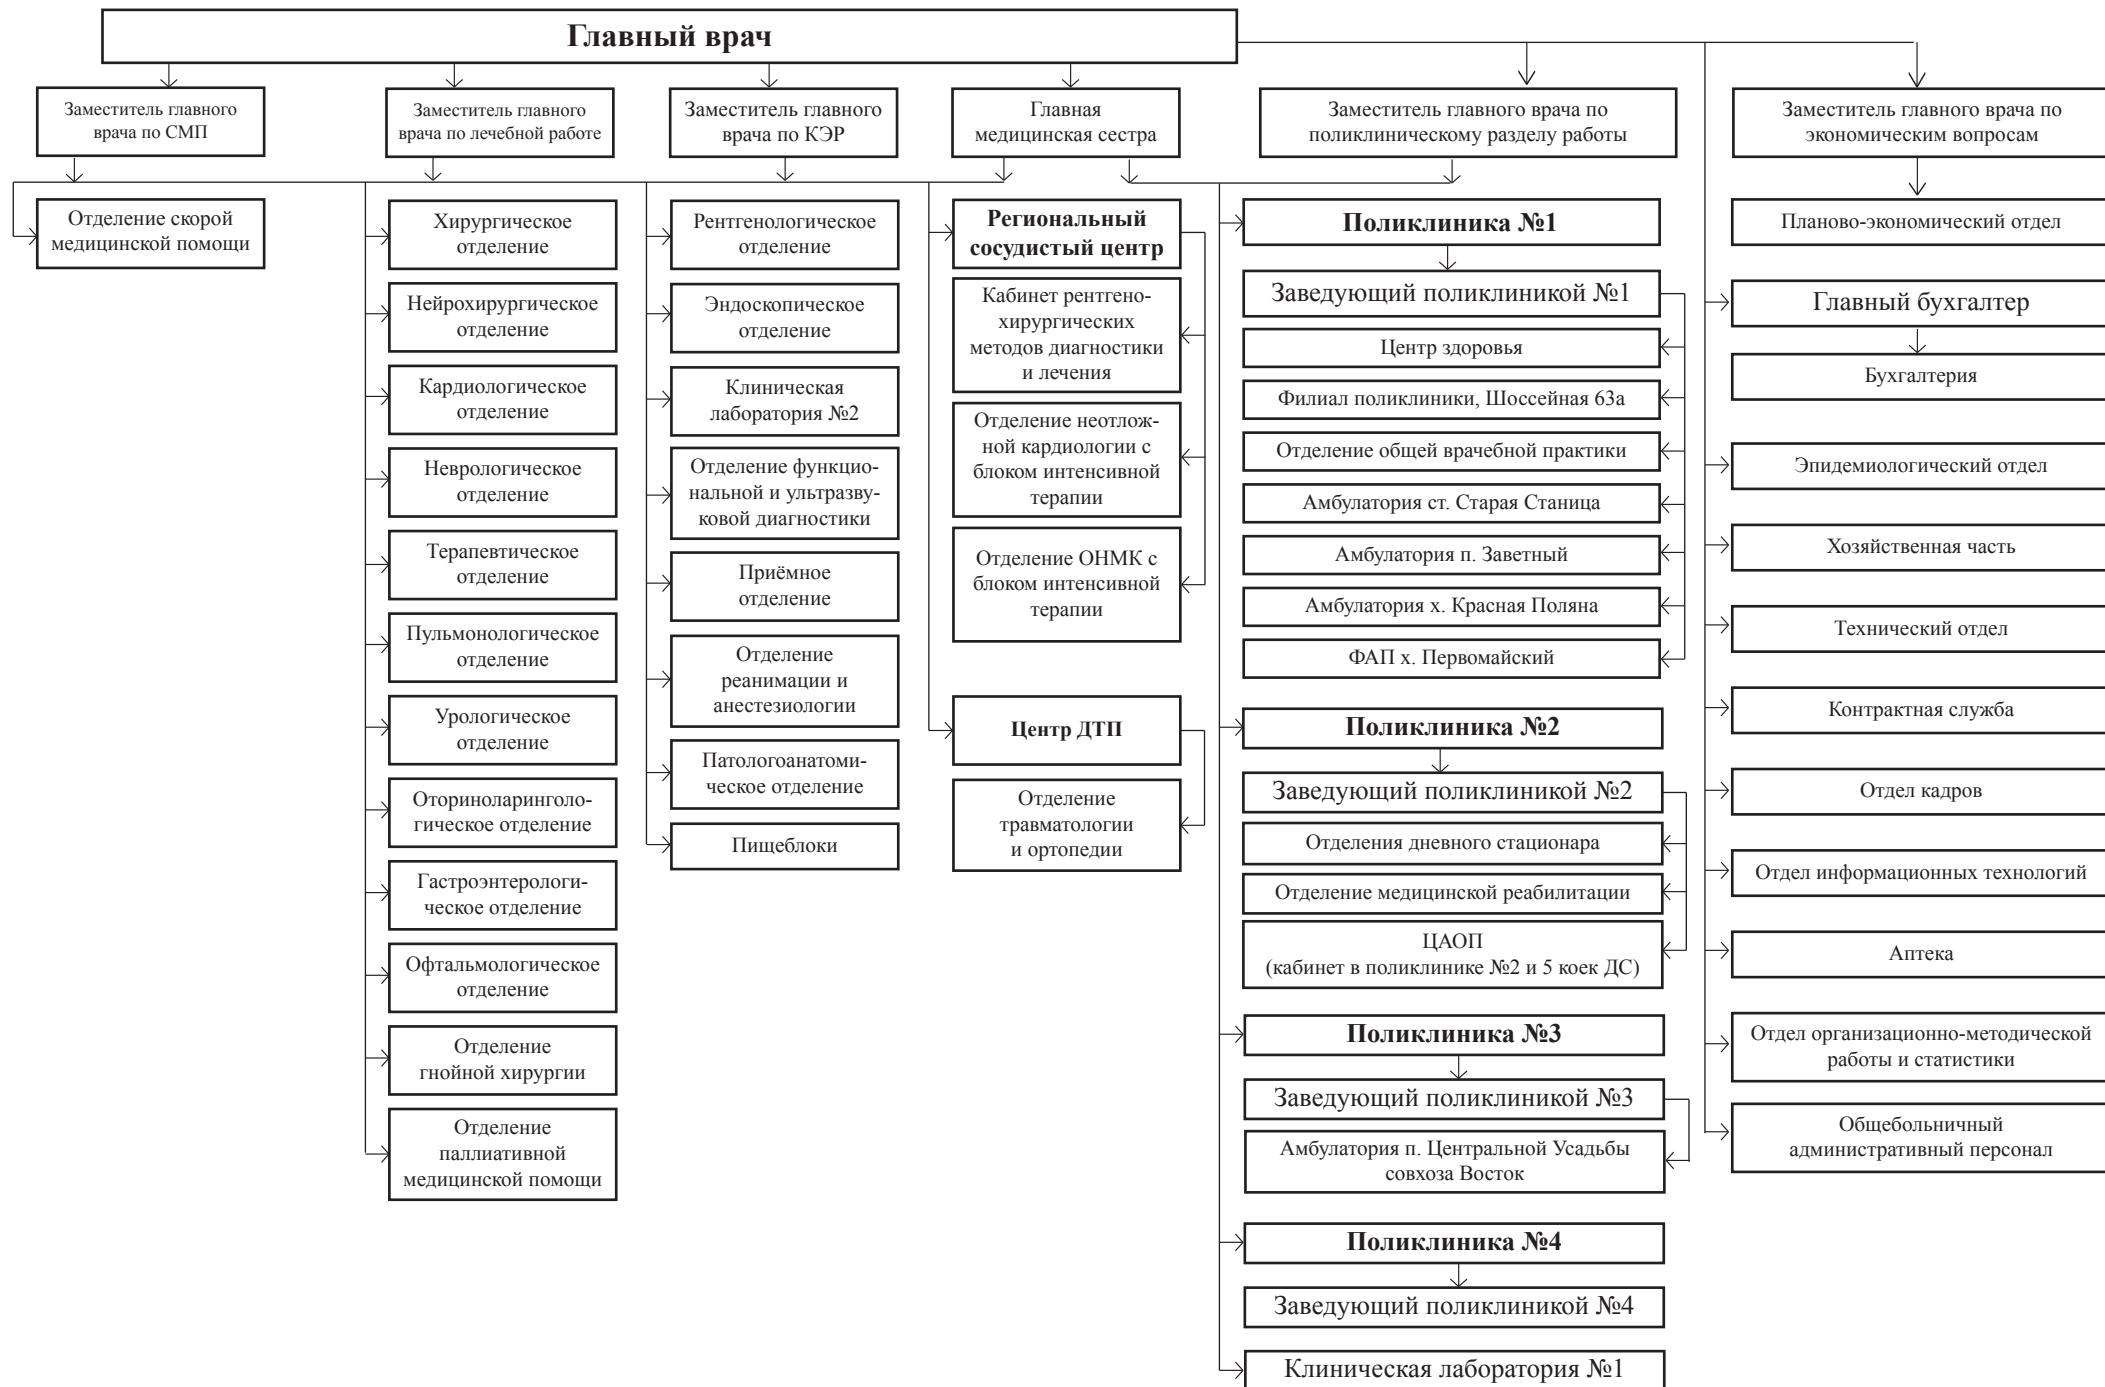 Главный врач
Заместитель главного
врача по СМП
Заместитель главного
врача по лечебной работе
Заместитель главного
врача по КЭР
Главная
медицинская сестра
Заместитель главного врача по
поликлиническому разделу работы
Заместитель главного врача по
экономическим вопросам
Отделение скорой
медицинской помощи
Хирургическое
отделение
Нейрохирургическое
отделение
Кардиологическое
отделение
Неврологическое
отделение
Терапевтическое
отделение
Пульмонологическое
отделение
Урологическое
отделение
Оториноларинголо-
гическое отделение
Гастроэнтерологи-
ческое отделение
Офтальмологическое
отделение
Отделение
гнойной хирургии
Отделение
паллиативной
медицинской помощи
Рентгенологическое
отделение
Эндоскопическое
отделение
Клиническая
лаборатория №2
Отделение функцио-
нальной и ультразву-
ковой диагностики
Приёмное
отделение
Отделение
реанимации и
анестезиологии
Патологоанатоми-
ческое отделение
Пищеблоки
Региональный
сосудистый центр
Кабинет рентгено-
хирургических
методов диагностики
и лечения
Отделение неотлож-
ной кардиологии с
блоком интенсивной
терапии
Отделение ОНМК с
блоком интенсивной
терапии
Центр ДТП
Отделение
травматологии
и ортопедии
Поликлиника №1
Заведующий поликлиникой №1
Центр здоровья
Филиал поликлиники, Шоссейная 63а
Отделение общей врачебной практики
Амбулатория ст. Старая Станица
Амбулатория п. Заветный
Амбулатория х. Красная Поляна
ФАП х. Первомайский
Поликлиника №2
Заведующий поликлиникой №2
Отделения дневного стационара
Отделение медицинской реабилитации
ЦАОП
(кабинет в поликлинике №2 и 5 коек ДС)
Поликлиника №3
Заведующий поликлиникой №3
Амбулатория п. Центральной Усадьбы
совхоза Восток
Поликлиника №4
Заведующий поликлиникой №4
Клиническая лаборатория №1
Планово-экономический отдел
Главный бухгалтер
Бухгалтерия
Эпидемиологический отдел
Хозяйственная часть
Технический отдел
Контрактная служба
Отдел кадров
Отдел информационных технологий
Аптека
Отдел организационно-методической
работы и статистики
Общебольничный
административный персонал